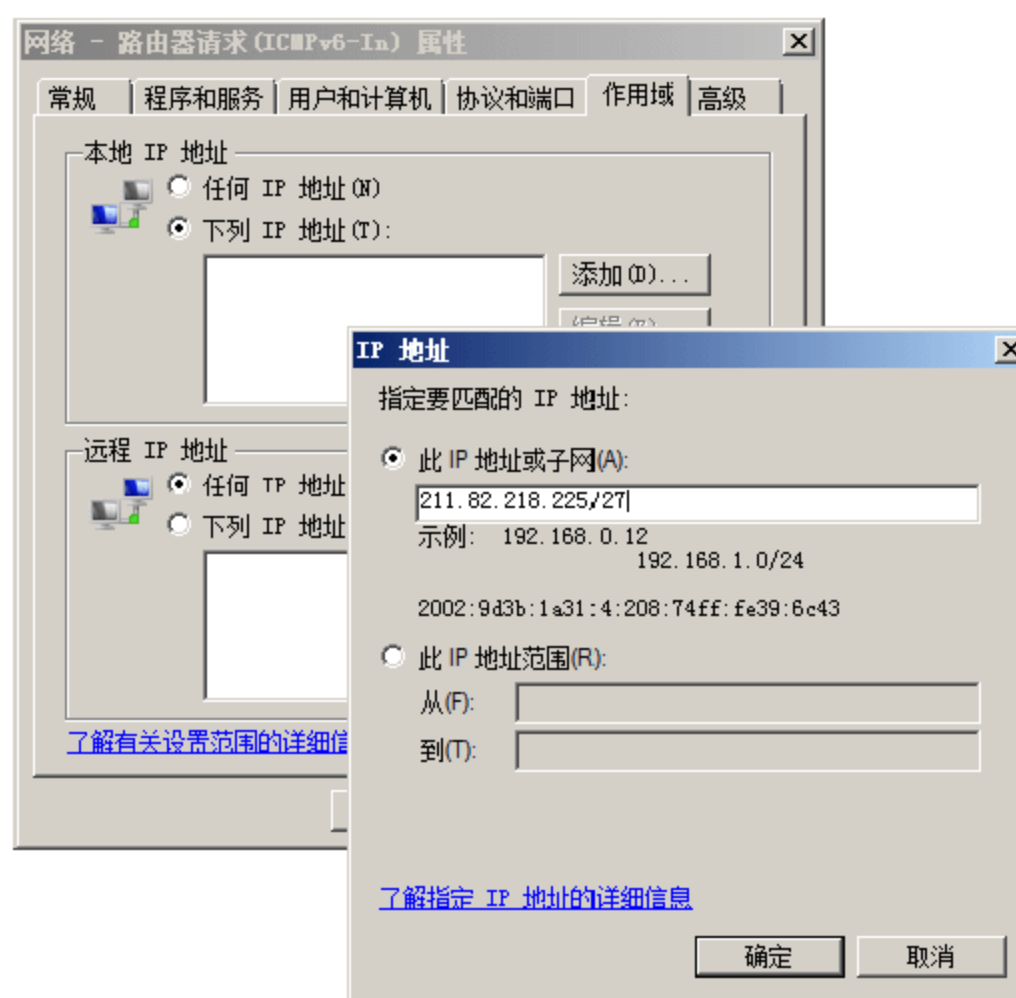 网络 - 路由器请求(ICMPv6-In) 属性
常规 程序和服务 用户和计算机 协议和端口 作用域 高级
本地 IP 地址
任何 IP 地址(N)
下列 IP 地址(T):
添加(D)...
远程 IP 地址
任何 IP 地址
下列 IP 地址
了解有关设置范围的详细信
IP 地址
指定要匹配的 IP 地址:
此 IP 地址或子网(A):
211.82.218.225/27
示例: 192.168.0.12
192.168.1.0/24
2002:9d3b:1a31:4:208:74ff:fe39:6c43
此 IP 地址范围(R):
从(F):
到(T):
了解指定 IP 地址的详细信息
确定 取消